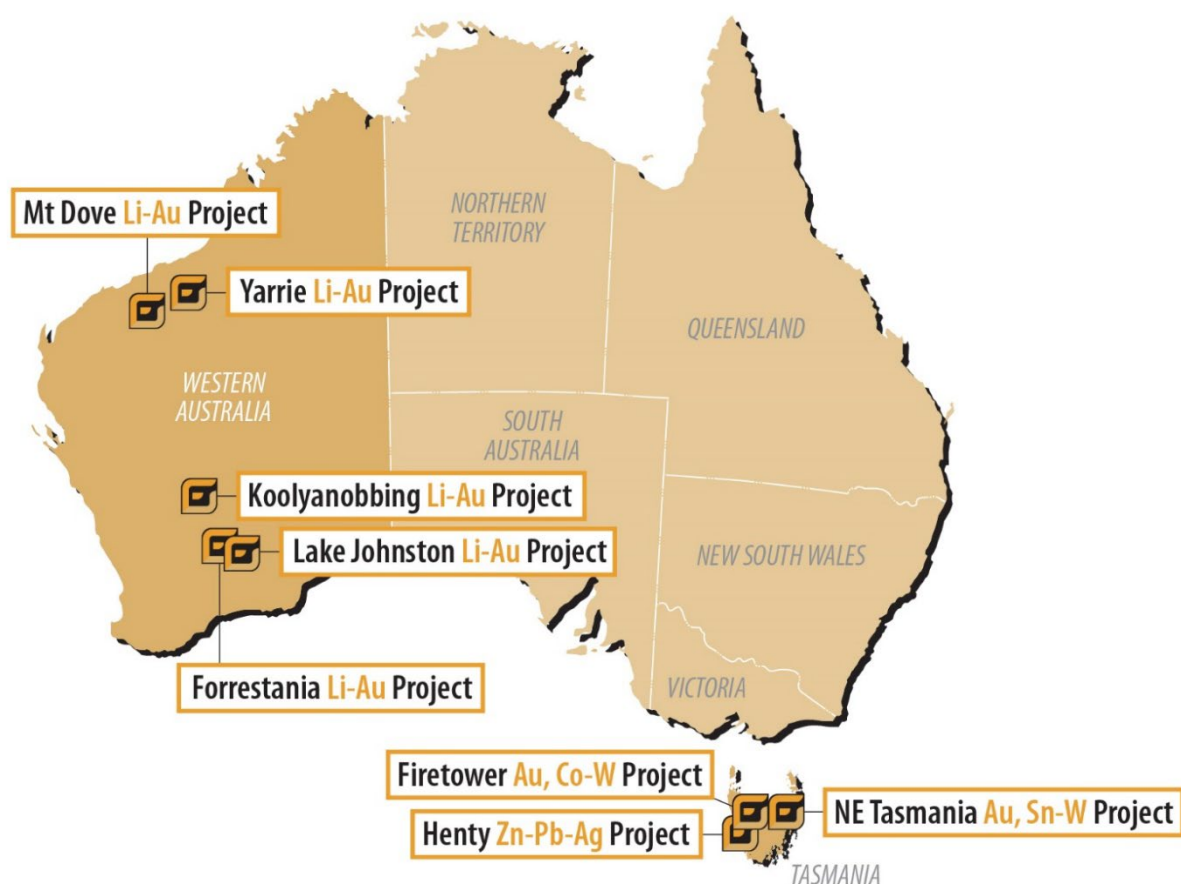 Mt Dove Li-Au Project
Yarrie Li-Au Project
NORTHERN
TERRITORY
QUEENSLAND
WESTERN
AUSTRALIA
SOUTH
AUSTRALIA
Koolyanobbing Li-Au Project
Lake Johnston Li-Au Project
NEW SOUTH WALES
Forrestania Li-Au Project
VICTORIA
Firetower Au, Co-W Project
NE Tasmania Au, Sn-W Project
Henty Zn-Pb-Ag Project
TASMANIA